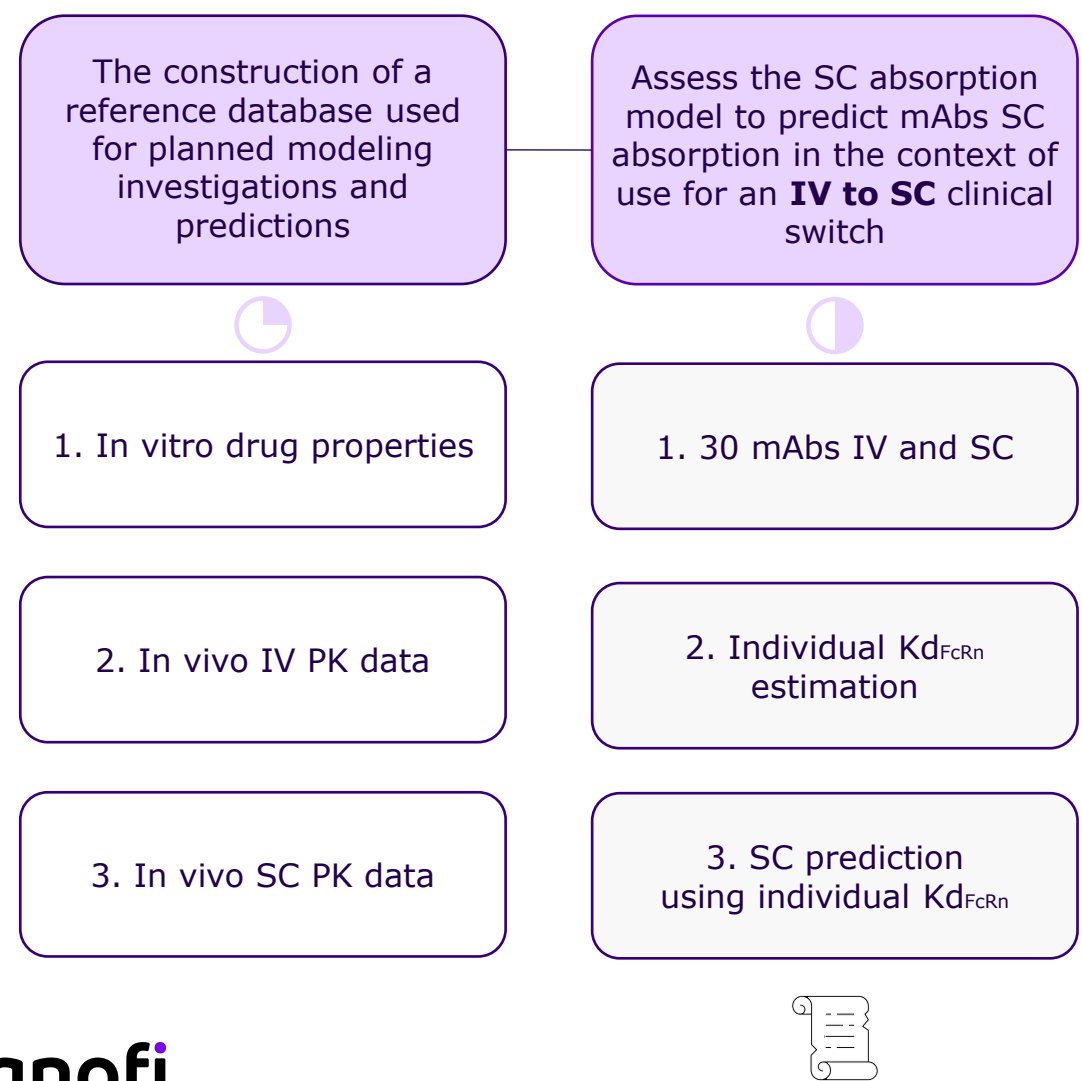 The construction of a
reference database used
for planned modeling
investigations and
predictions
Assess the SC absorption
model to predict mAbs SC
absorption in the context of
use for an IV to SC clinical
switch
1. In vitro drug properties
1. 30 mAbs IV and SC
2. In vivo IV PK data
2. Individual KdFcRn
estimation
3. In vivo SC PK data
3. SC prediction
using individual KdFcRn
anofi